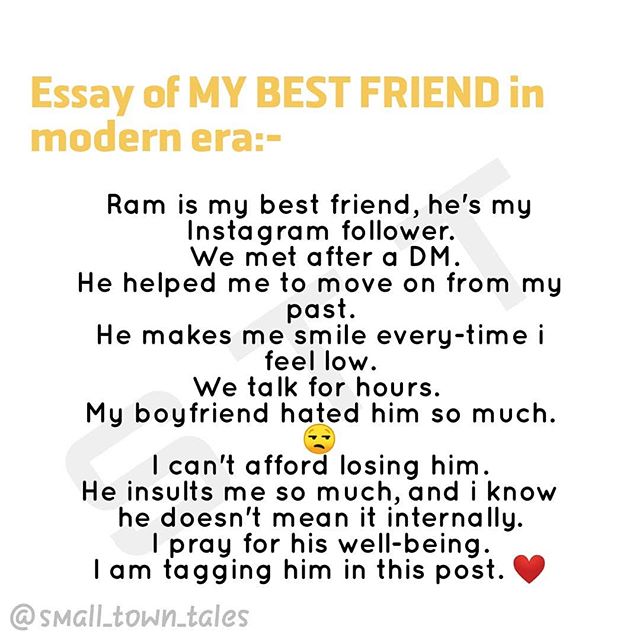 Essay of MY BEST FRIEND in
modern era:-
Ram is my best friend, he's my
Instagram follower.
We met after a DM.
He helped me to move on from my
past.
He makes me smile every-time i
feel low.
We talk for hours.
My boyfriend hated him so much.
😒
I can't afford losing him.
He insults me so much, and i know
he doesn't mean it internally.
I pray for his well-being.
I am tagging him in this post. ❤️
STT
@small_town_tales